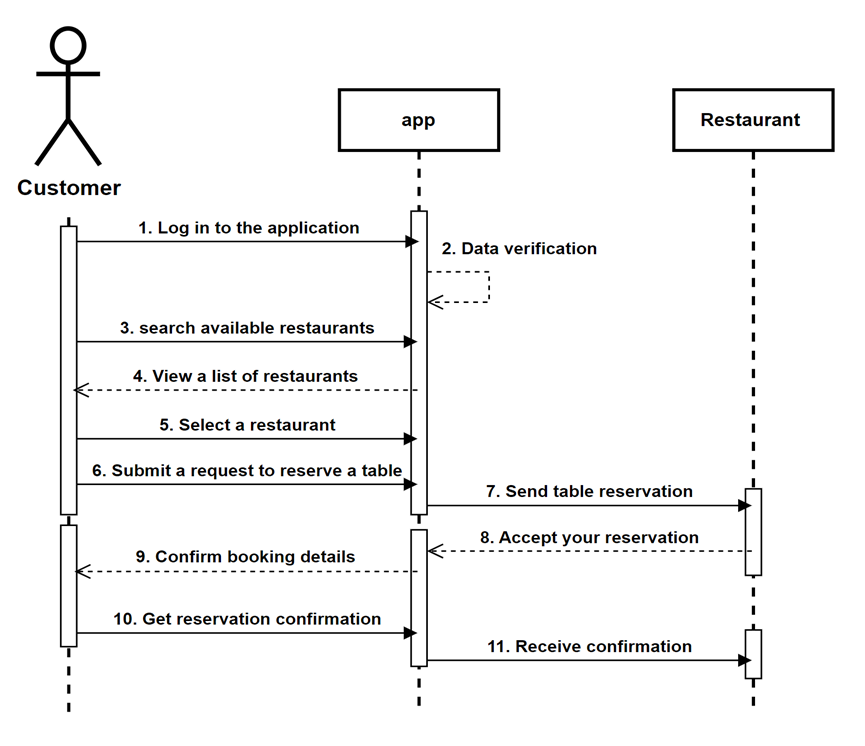 app
Restaurant
Customer
1. Log in to the application
2. Data verification
3. search available restaurants
4. View a list of restaurants
5. Select a restaurant
6. Submit a request to reserve a table
7. Send table reservation
8. Accept your reservation
9. Confirm booking details
10. Get reservation confirmation
11. Receive confirmation